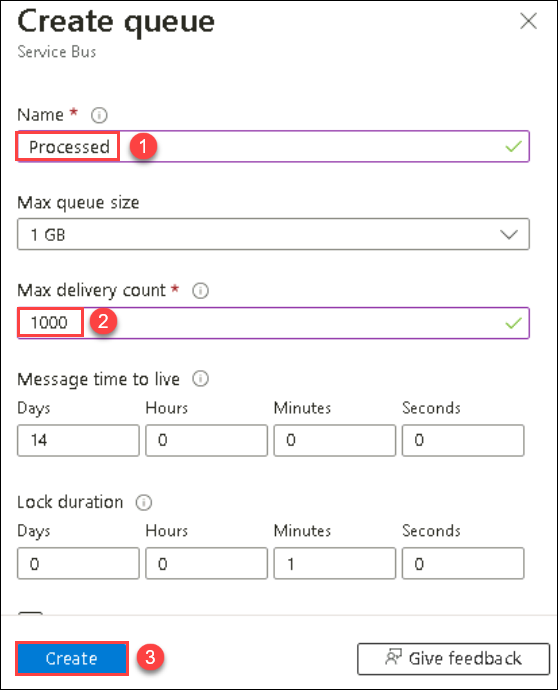 Create queue
Service Bus
Name *
Processed 1
Max queue size
1 GB
Max delivery count *
1000 2
Message time to live
Days Hours Minutes Seconds
14 0 0 0
Lock duration
Days Hours Minutes Seconds
0 0 1 0
Create 3 Give feedback